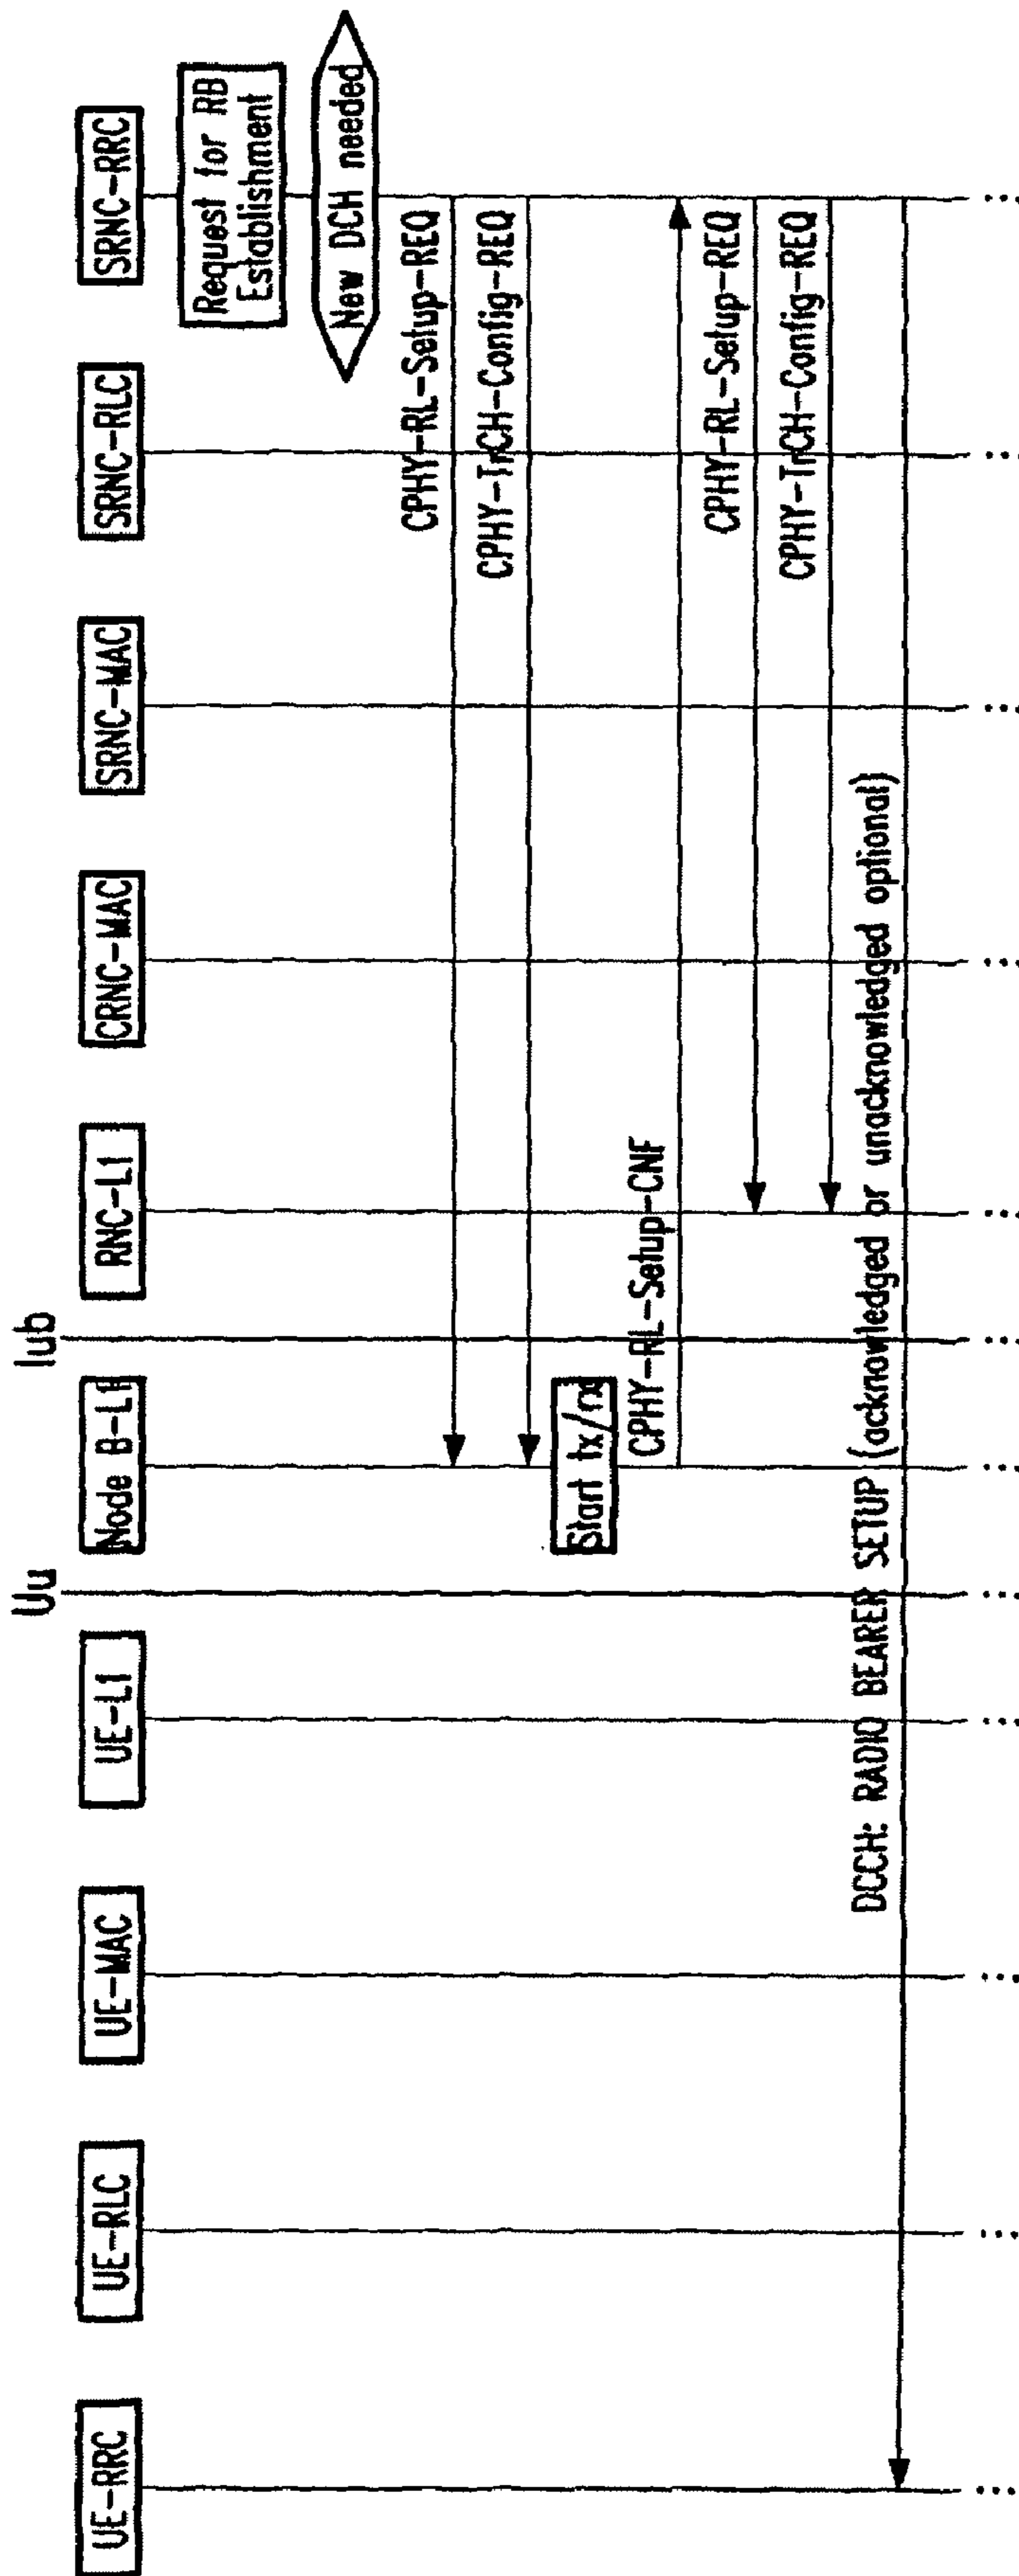 Uu
Iub
UE-RRC
UE-RLC
UE-MAC
UE-L1
Node B-L1
RNC-L1
CRNC-MAC
SRNC-MAC
SRNC-RLC
SRNC-RRC
Request for RB
Establishment
New DCH needed
CPHY-RL-Setup-REQ
CPHY-TrCH-Config-REQ
Start tx/rx
CPHY-RL-Setup-CNF
CPHY-RL-Setup-REQ
CPHY-TrCH-Config-REQ
DCCH: RADIO BEARER SETUP (acknowledged or unacknowledged optional)